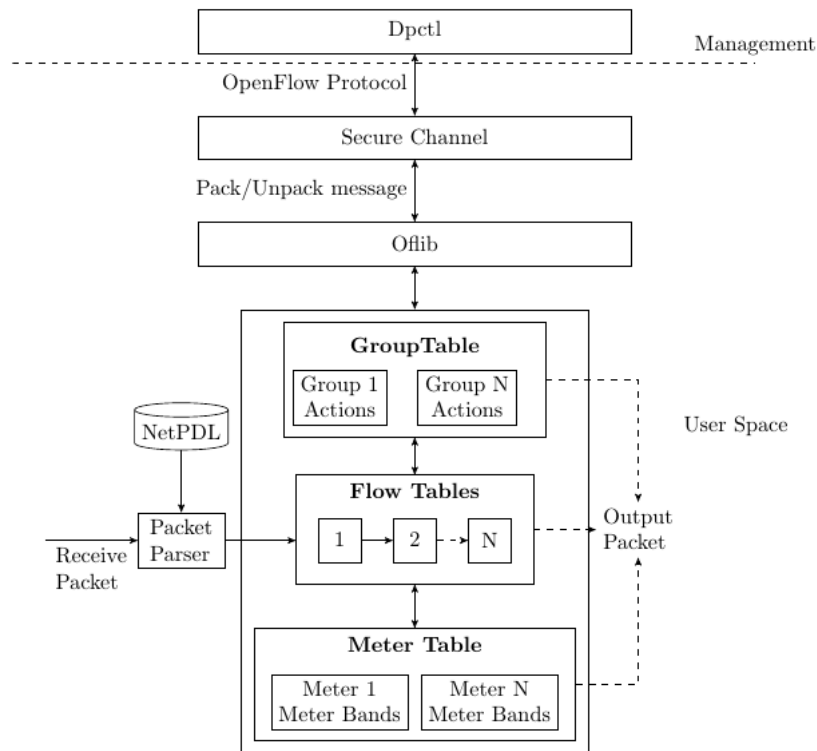 Dpctl
Management
OpenFlow Protocol
Secure Channel
Pack/Unpack message
Oflib
GroupTable
Group 1
Actions
Group N
Actions
User Space
NetPDL
Flow Tables
Packet
Parser
1
2
N
Output
Packet
Receive
Packet
Meter Table
Meter 1
Meter Bands
Meter N
Meter Bands